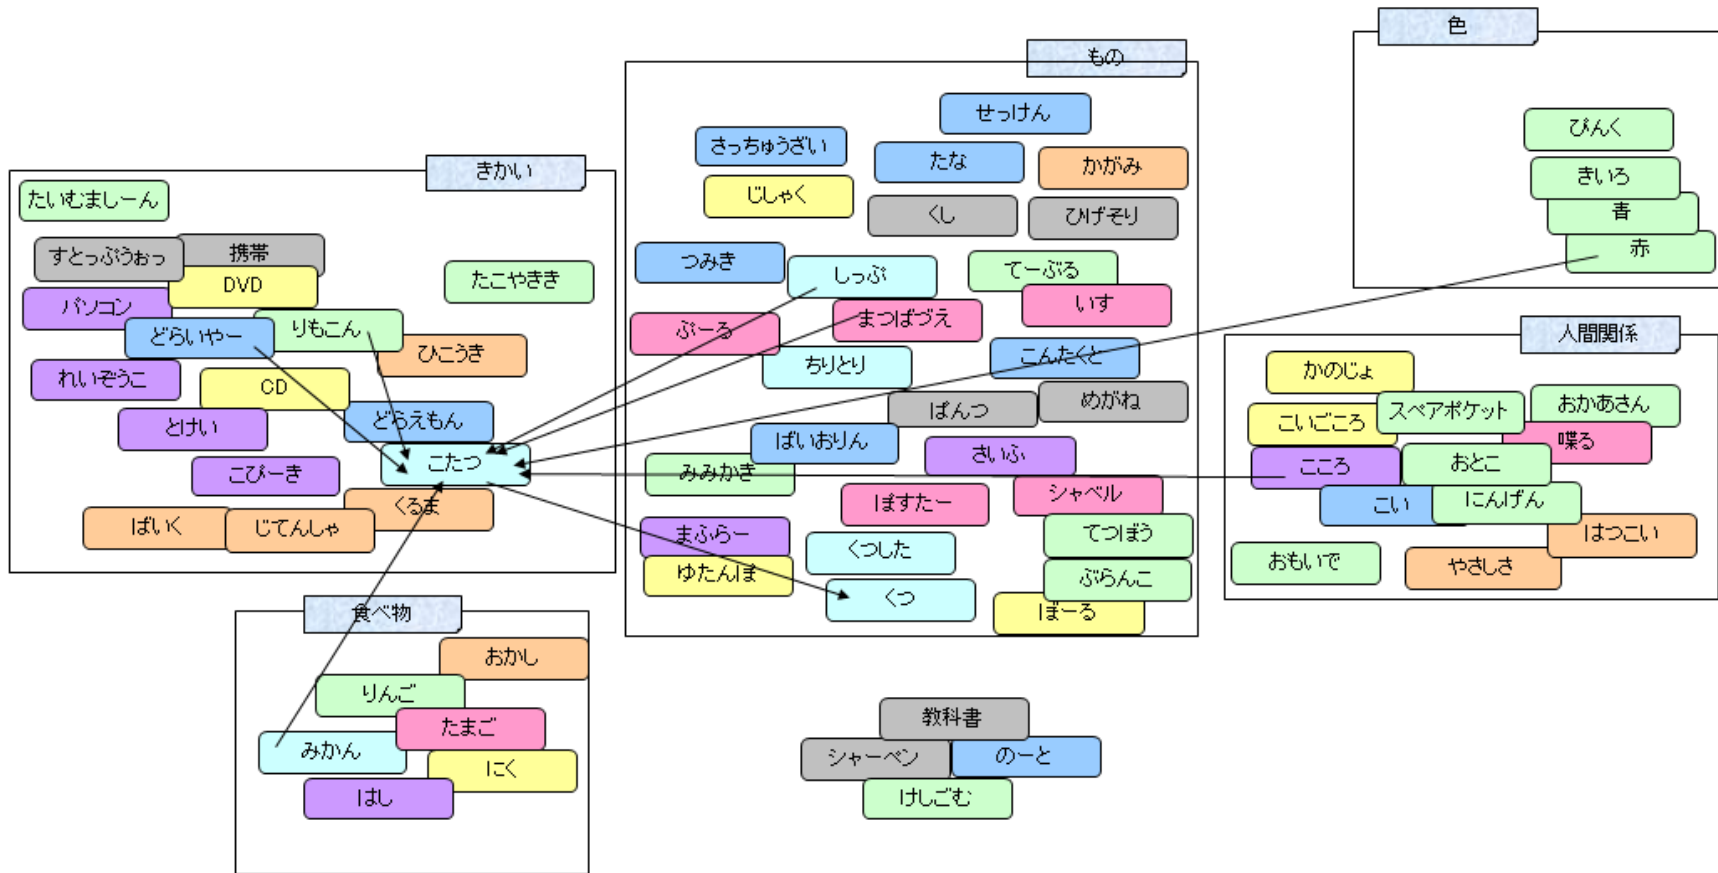 きかい
たいむましーん
すとっぷうぉっ
携帯
DVD
たこやきき
パソコン
どらいやー
りもこん
ひこうき
れいぞうこ
CD
どらえもん
とけい
こたつ
こぴーき
くるま
ばいく
じてんしゃ
食べ物
おかし
りんご
たまご
みかん
にく
はし
もの
せっけん
さっちゅうざい
たな
かがみ
じしゃく
くし
ひげそり
つみき
しっぷ
てーぶる
いす
ぷーる
まつばづえ
ちりとり
こんたくと
ぱんつ
めがね
ばいおりん
さいふ
みみかき
シャベル
ぽすたー
まふらー
くつした
てつぼう
ゆたんぽ
くつ
ぶらんこ
ぼーる
教科書
シャーペン
のーと
けしごむ
色
ぴんく
きいろ
青
赤
人間関係
かのじょ
スペアポケット
おかあさん
こいごころ
喋る
こころ
おとこ
こい
にんげん
はつこい
おもいで
やさしさ